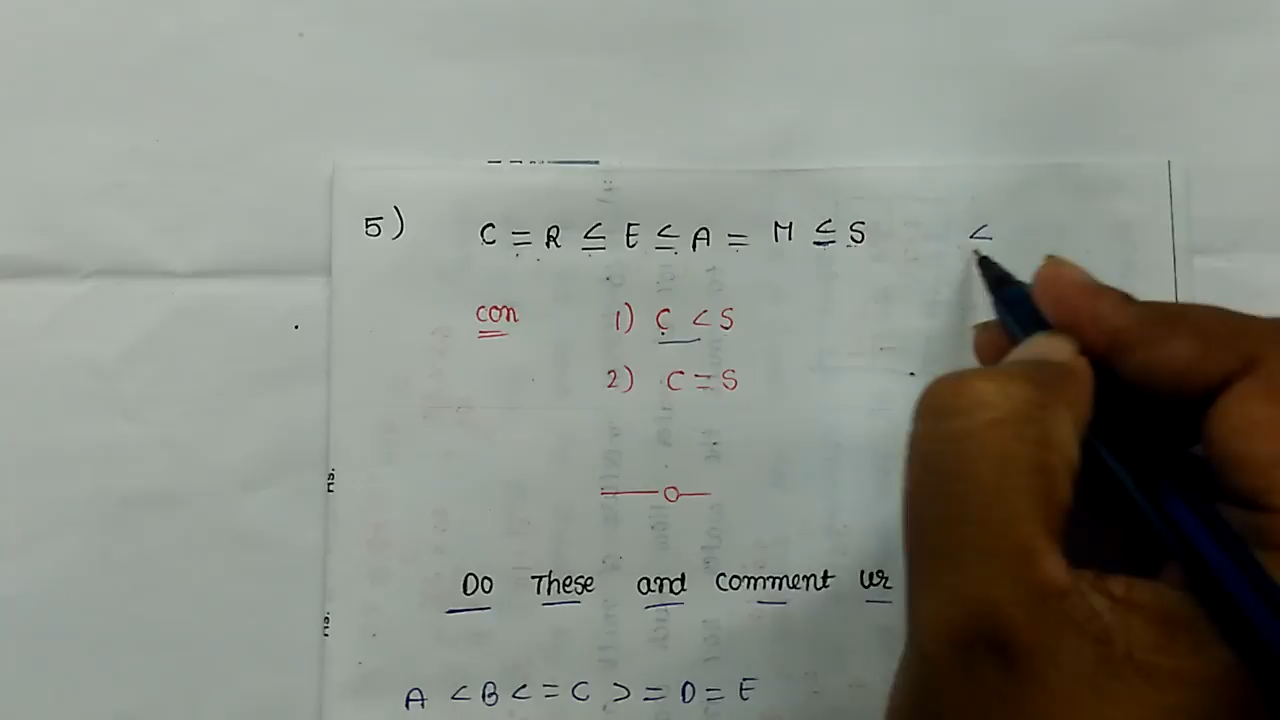 5) C = R ≤ E ≤ A = M ≤ S <
con 1) C < S
2) C = S
Do These and comment ur
A < B < = C > = D = E